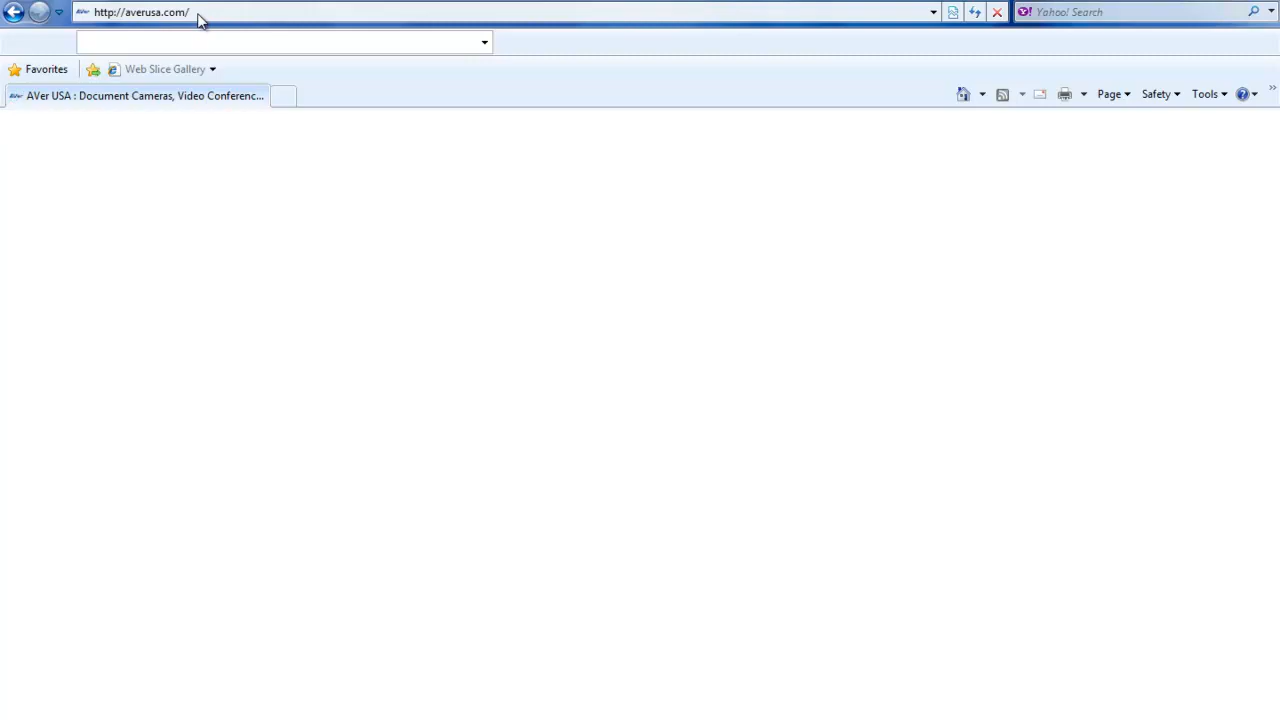 http://averusa.com/
Yahoo! Search
Favorites
Web Slice Gallery
AVer USA : Document Cameras, Video Conferenc...
Page
Safety
Tools